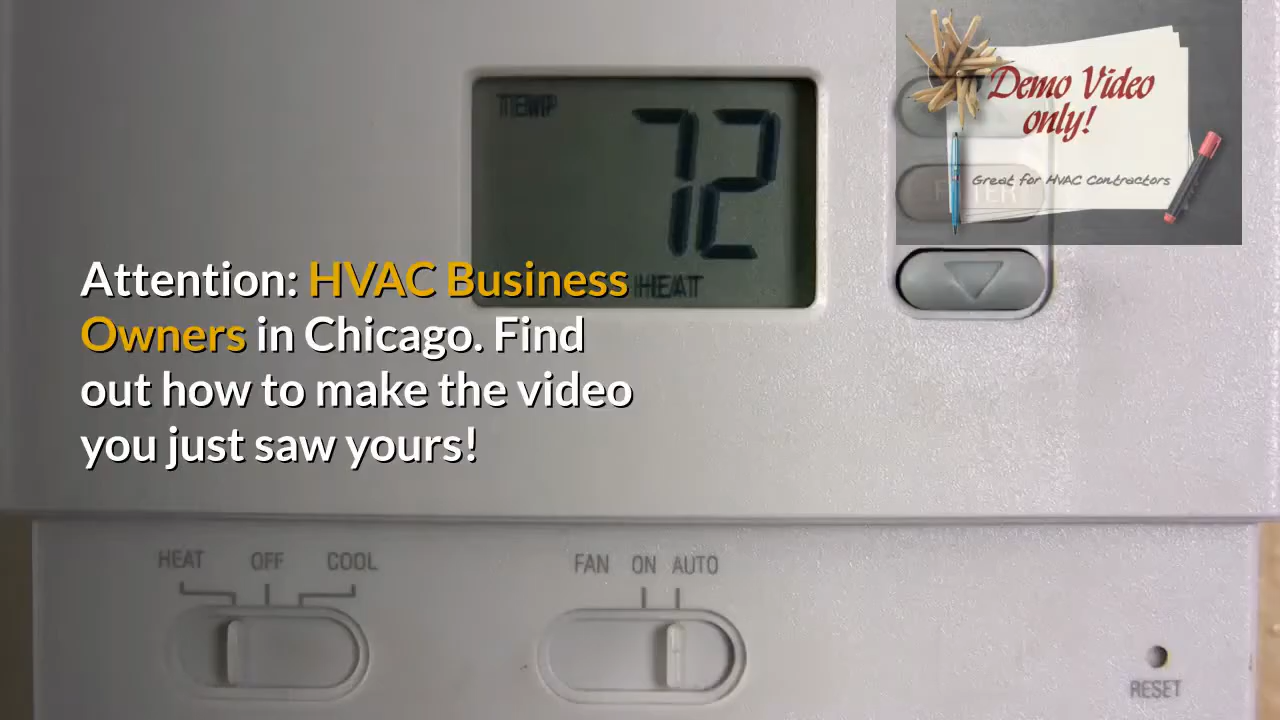 Demo Video
only!
Great for HVAC Contractors
FILTER
TEMP
72
HEAT
Attention: HVAC Business
Owners in Chicago. Find
out how to make the video
you just saw yours!
HEAT OFF COOL
FAN ON AUTO
RESET